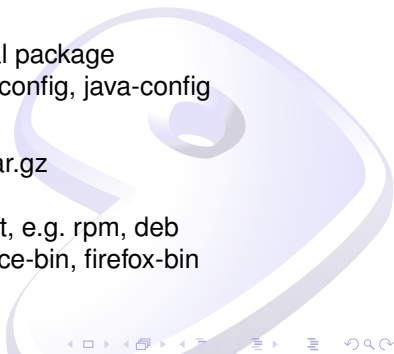 package
config, java-config
ar.gz
t, e.g. rpm, deb
ce-bin, firefox-bin